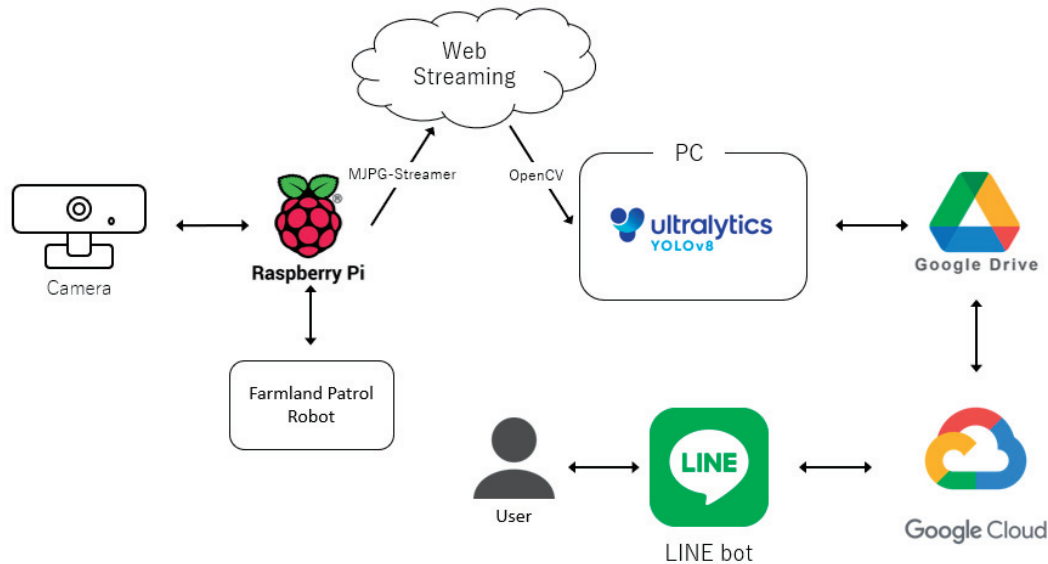 Web
Streaming
MJPG-Streamer
OpenCV
PC
ultralytics
YOLOv8
Google Drive
Camera
Raspberry Pi
Farmland Patrol
Robot
User
LINE
LINE bot
Google Cloud